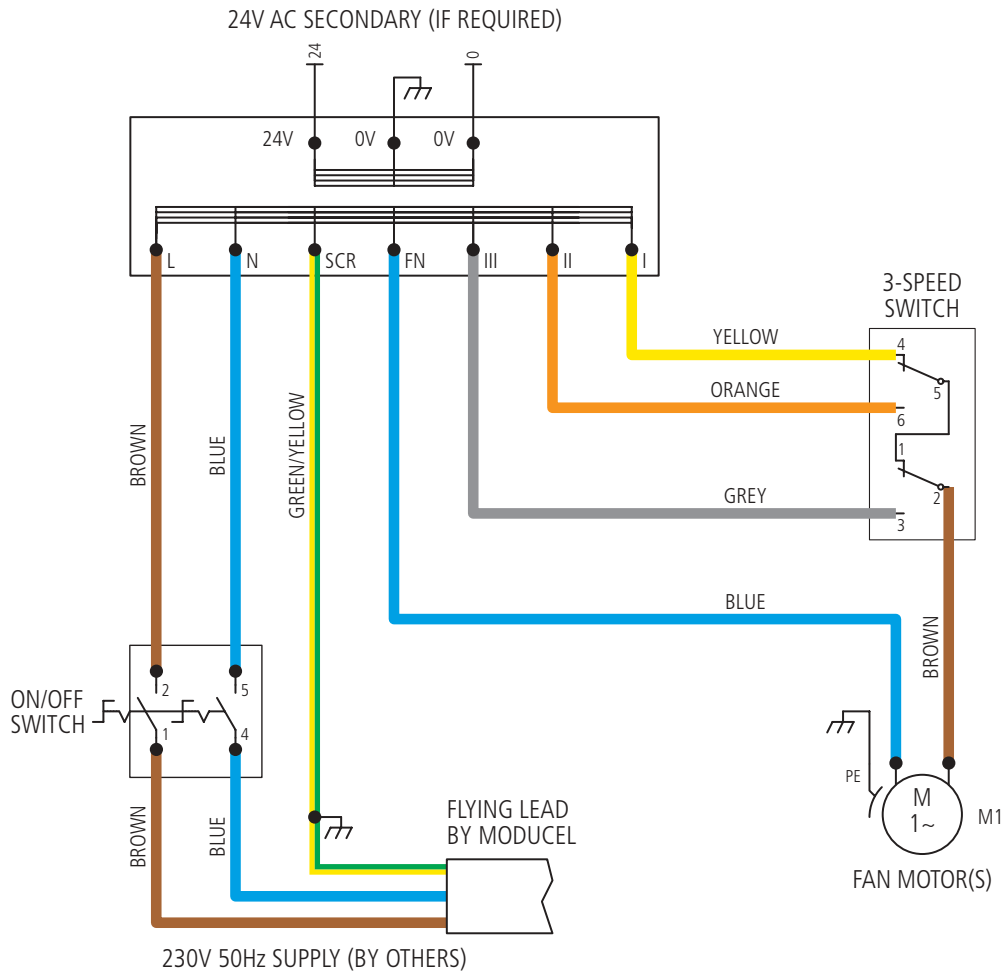 24V AC SECONDARY (IF REQUIRED)
24
0
24V
0V
0V
L
N
SCR
FN
III
II
I
3-SPEED
SWITCH
YELLOW
4
5
ORANGE
6
1
BROWN
BLUE
GREEN/YELLOW
GREY
2
3
BLUE
BROWN
ON/OFF
SWITCH
2
5
1
4
PE
M
1~
M1
FLYING LEAD
BY MODUCEL
BROWN
BLUE
FAN MOTOR(S)
230V 50Hz SUPPLY (BY OTHERS)